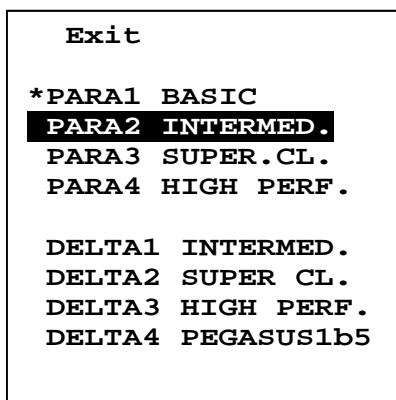 Exit
*PARA1 BASIC
PARA2 INTERMED.
PARA3 SUPER.CL.
PARA4 HIGH PERF.
DELTA1 INTERMED.
DELTA2 SUPER CL.
DELTA3 HIGH PERF.
DELTA4 PEGASUS1b5